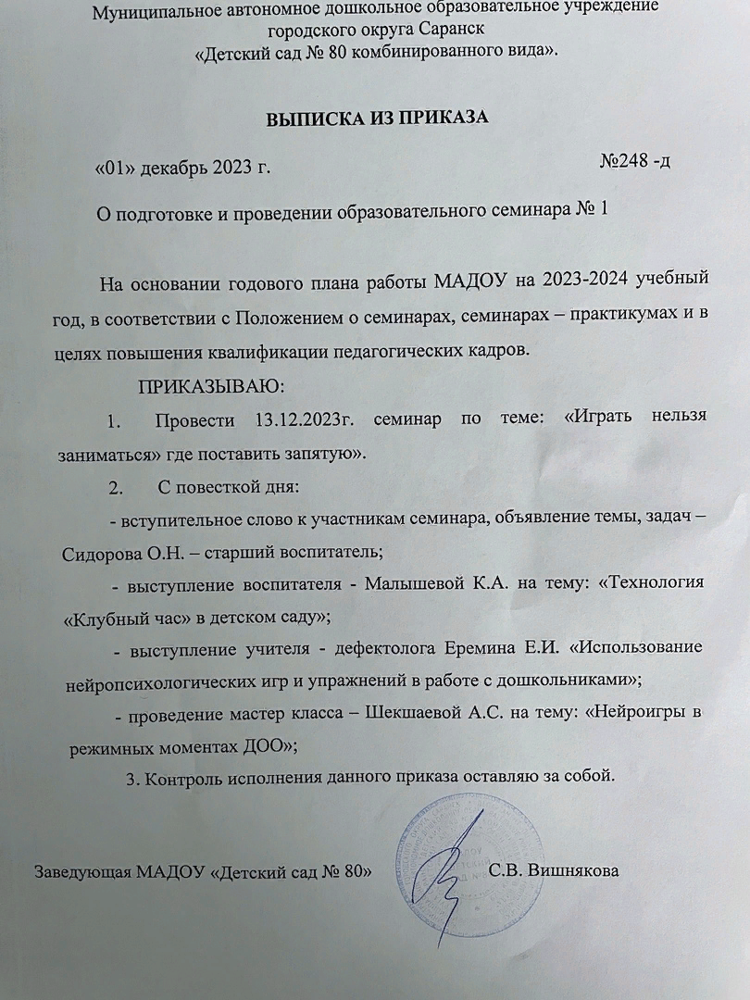 Муниципальное автономное дошкольное образовательное учреждение
городского округа Саранск
«Детский сад № 80 комбинированного вида».
ВЫПИСКА ИЗ ПРИКАЗА
«01» декабрь 2023 г. №248 -д
О подготовке и проведении образовательного семинара № 1
На основании годового плана работы МАДОУ на 2023-2024 учебный
год, в соответствии с Положением о семинарах, семинарах – практикумах и в
целях повышения квалификации педагогических кадров.
ПРИКАЗЫВАЮ:
1. Провести 13.12.2023г. семинар по теме: «Играть нельзя
заниматься» где поставить запятую».
2. С повесткой дня:
- вступительное слово к участникам семинара, объявление темы, задач –
Сидорова О.Н. – старший воспитатель;
- выступление воспитателя - Малышевой К.А. на тему: «Технология
«Клубный час» в детском саду»;
- выступление учителя - дефектолога Еремина Е.И. «Использование
нейропсихологических игр и упражнений в работе с дошкольниками»;
- проведение мастер класса – Шекшаевой А.С. на тему: «Нейроигры в
режимных моментах ДОО»;
3. Контроль исполнения данного приказа оставляю за собой.
Заведующая МАДОУ «Детский сад № 80» С.В. Вишнякова